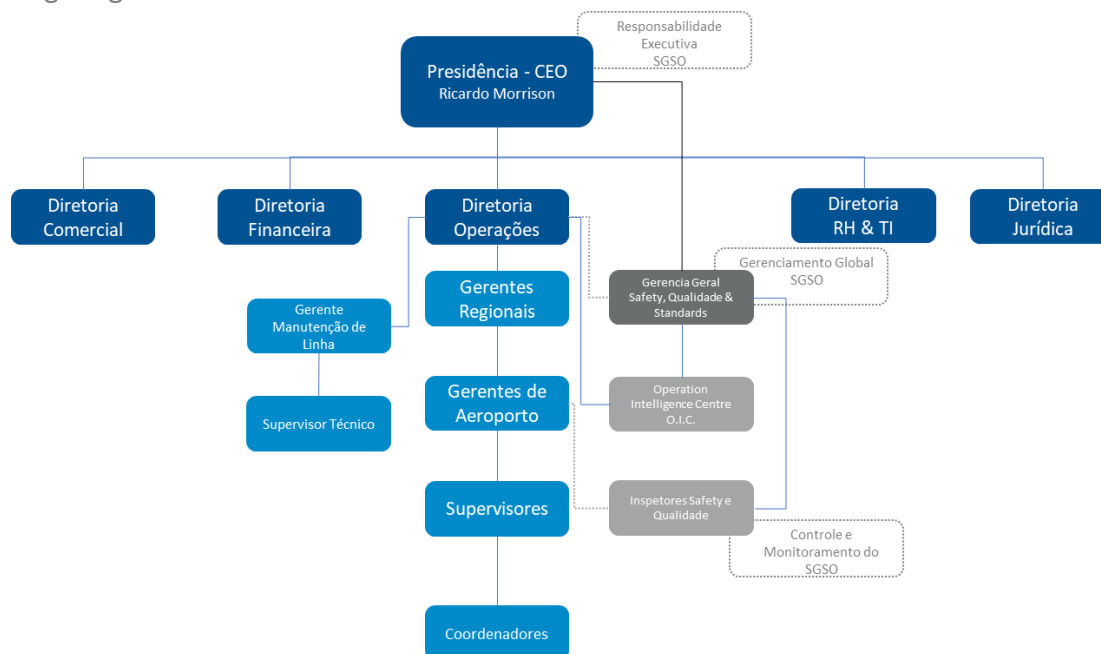 Responsabilidade
Executiva
SGSO
Presidência - CEO
Ricardo Morrison
Diretoria
Comercial
Diretoria
Financeira
Diretoria
Operações
Diretoria
RH & TI
Diretoria
Jurídica
Gerenciamento Global
SGSO
Gerencia Geral
Safety, Qualidade &
Standards
Gerentes
Regionais
Gerente
Manutenção de
Linha
Gerentes de
Aeroporto
Operation
Intelligence Centre
O.I.C.
Supervisor Técnico
Supervisores
Inspetores Safety e
Qualidade
Controle e
Monitoramento do
SGSO
Coordenadores